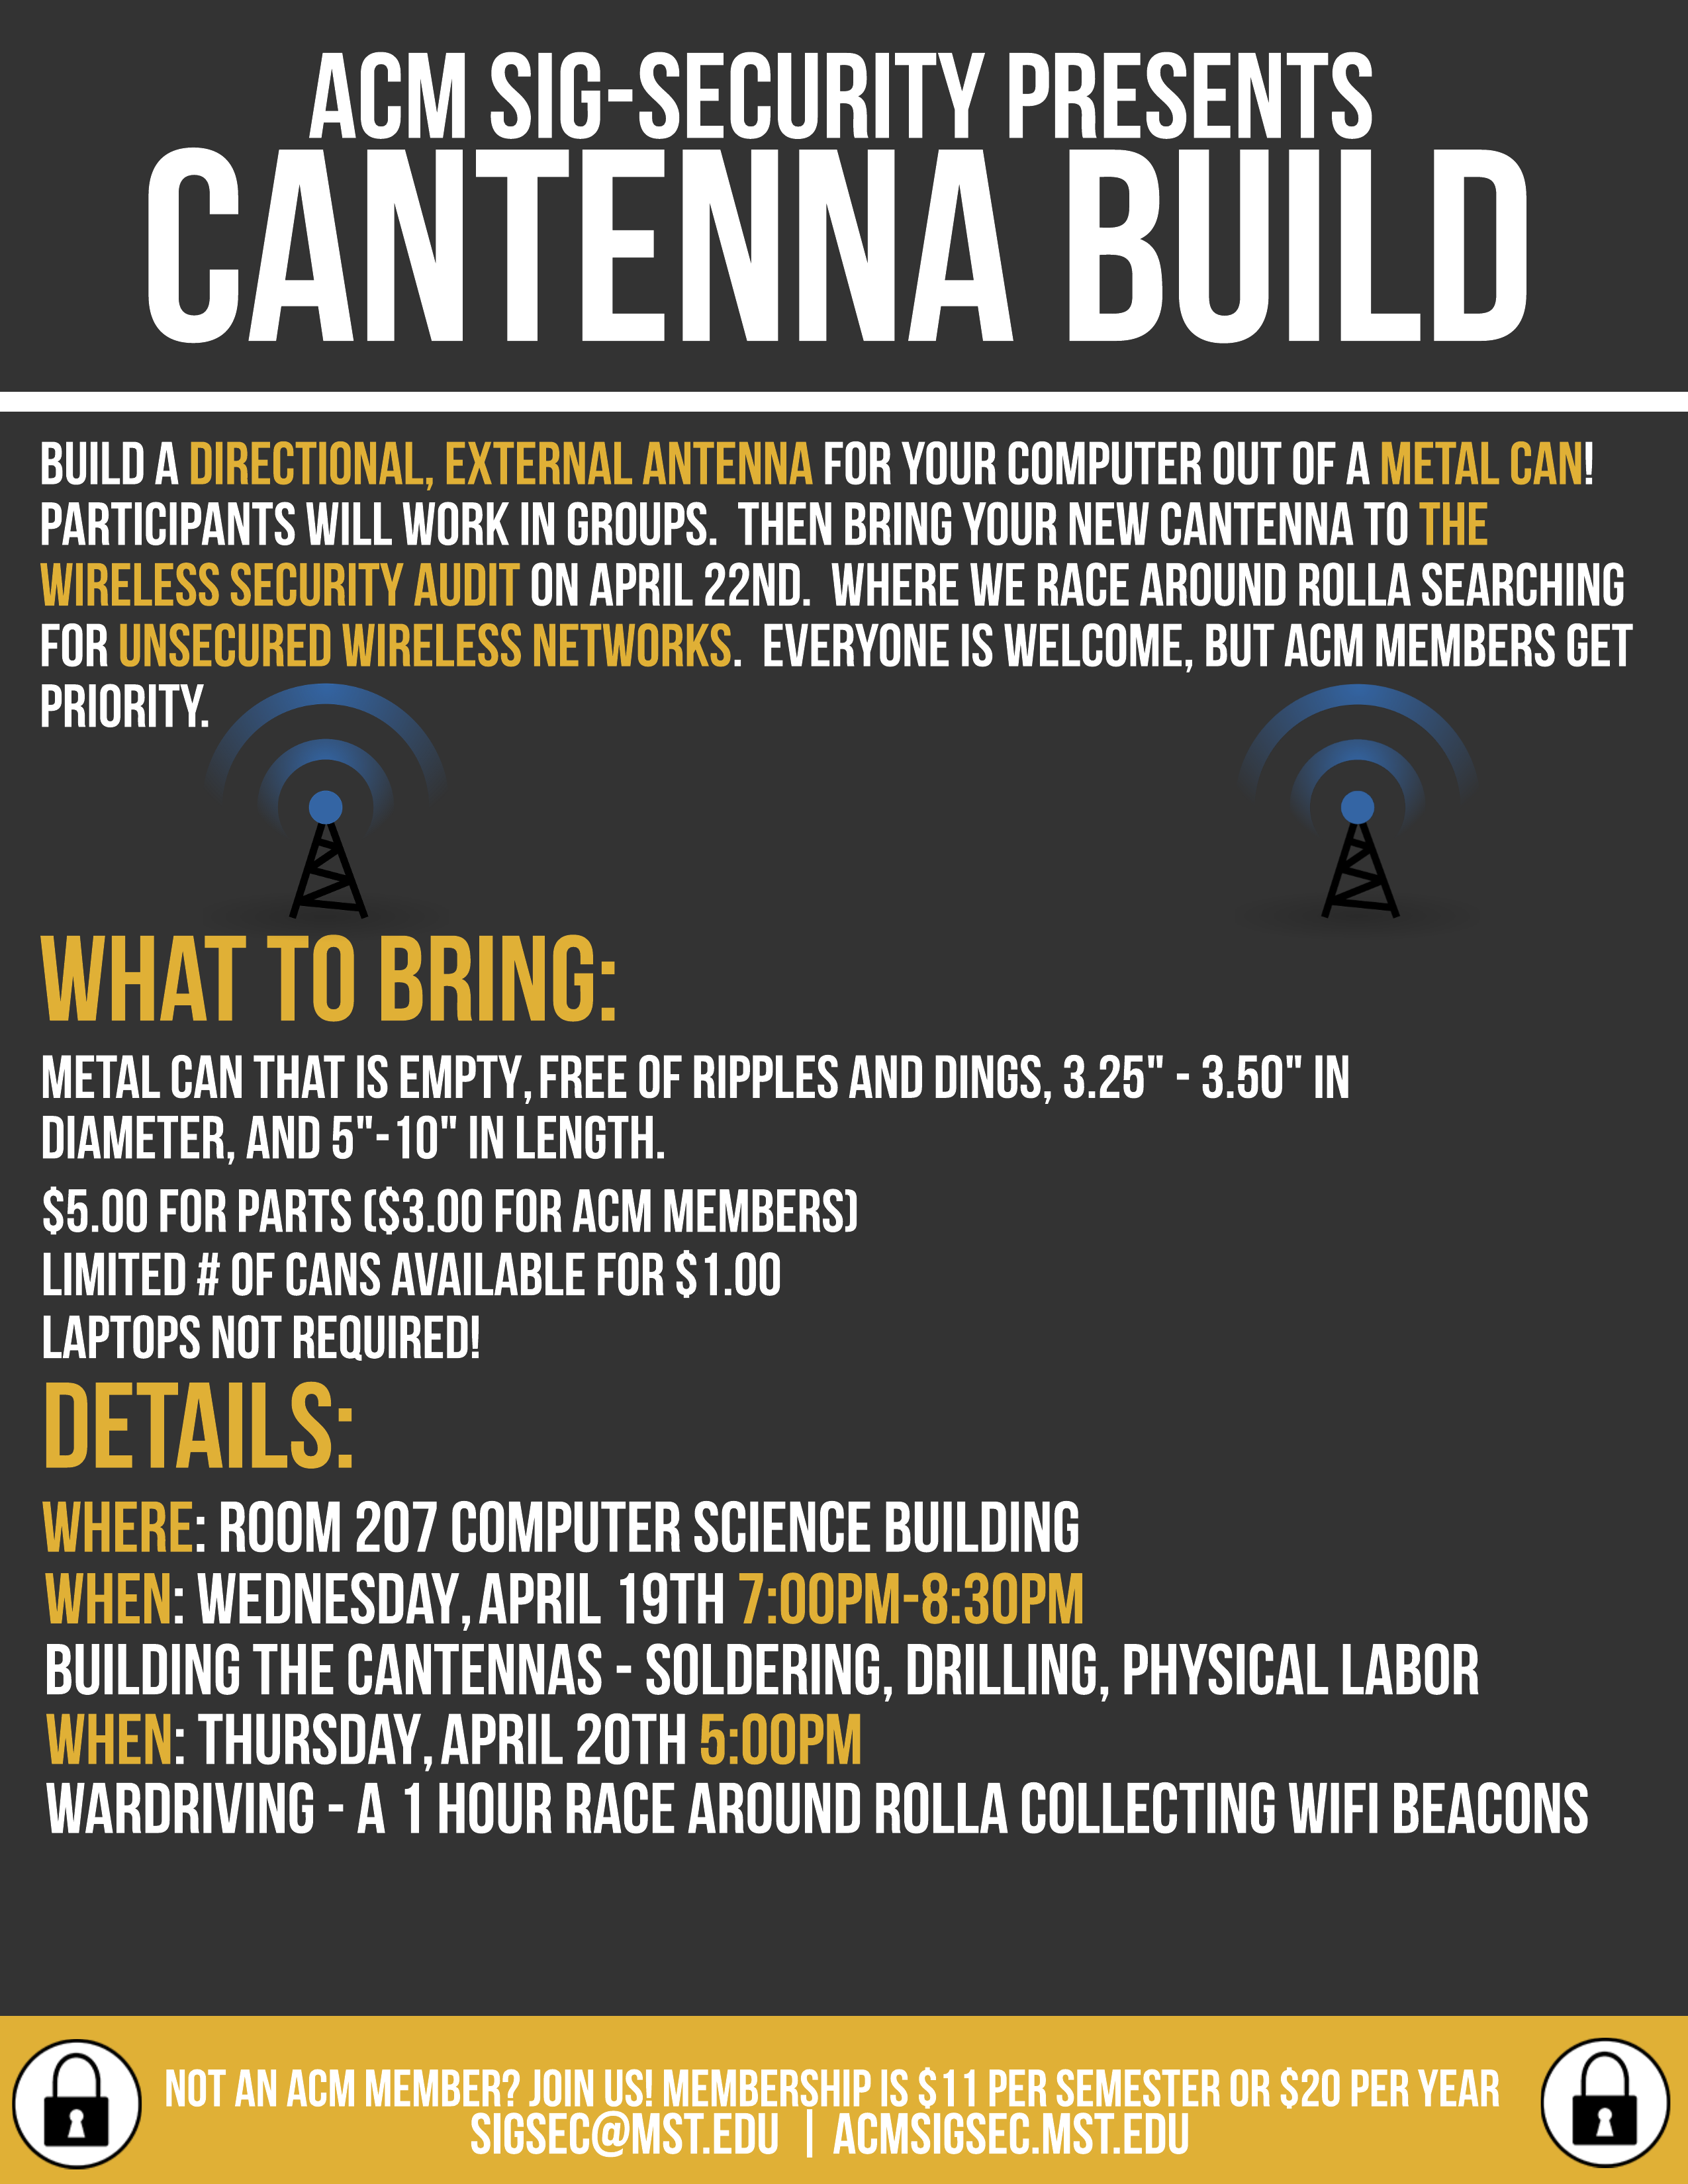 ACM SIG-SECURITY PRESENTS
CANTENNA BUILD
BUILD A DIRECTIONAL, EXTERNAL ANTENNA FOR YOUR COMPUTER OUT OF A METAL CAN!
PARTICIPANTS WILL WORK IN GROUPS. THEN BRING YOUR NEW CANTENNA TO THE
WIRELESS SECURITY AUDIT ON APRIL 22ND. WHERE WE RACE AROUND ROLLA SEARCHING
FOR UNSECURED WIRELESS NETWORKS. EVERYONE IS WELCOME, BUT ACM MEMBERS GET
PRIORITY.
WHAT TO BRING:
METAL CAN THAT IS EMPTY, FREE OF RIPPLES AND DINGS, 3.25" - 3.50" IN
DIAMETER, AND 5"-10" IN LENGTH.
$5.00 FOR PARTS ($3.00 FOR ACM MEMBERS)
LIMITED # OF CANS AVAILABLE FOR $1.00
LAPTOPS NOT REQUIRED!
DETAILS:
WHERE: ROOM 207 COMPUTER SCIENCE BUILDING
WHEN: WEDNESDAY, APRIL 19TH 7:00PM-8:30PM
BUILDING THE CANTENNAS - SOLDERING, DRILLING, PHYSICAL LABOR
WHEN: THURSDAY, APRIL 20TH 5:00PM
WARDRIVING - A 1 HOUR RACE AROUND ROLLA COLLECTING WIFI BEACONS
NOT AN ACM MEMBER? JOIN US! MEMBERSHIP IS $11 PER SEMESTER OR $20 PER YEAR
SIGSEC@MST.EDU | ACMSIGSEC.MST.EDU